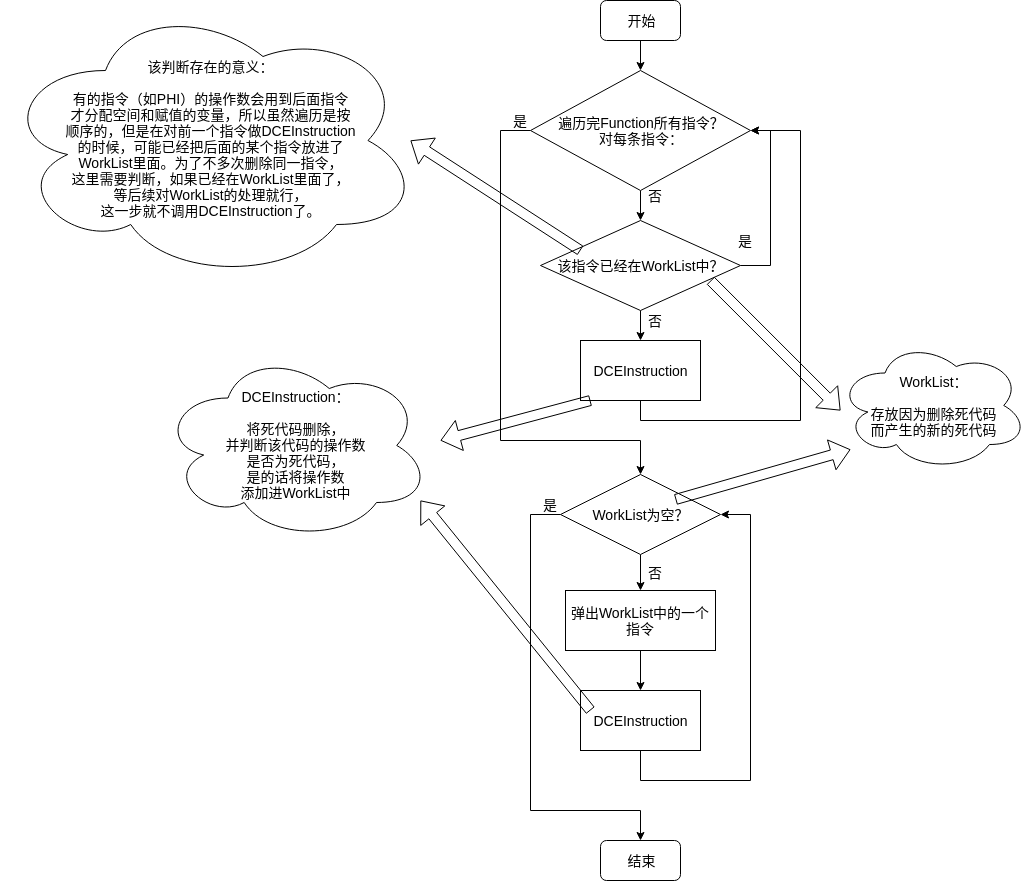 开始
该判断存在的意义：
有的指令（如PHI）的操作数会用到后面指令
才分配空间和赋值的变量，所以虽然遍历是按
顺序的，但是在对前一个指令做DCEInstruction
的时候，可能已经把后面的某个指令放进了
WorkList里面。为了不多次删除同一指令，
这里需要判断，如果已经在WorkList里面了，
等后续对WorkList的处理就行，
这一步就不调用DCEInstruction了。
是
遍历完Function所有指令？
对每条指令：
否
是
该指令已经在WorkList中？
否
DCEInstruction
WorkList：
存放因为删除死代码
而产生的新的死代码
DCEInstruction：
将死代码删除，
并判断该代码的操作数
是否为死代码，
是的话将操作数
添加进WorkList中
是
WorkList为空？
否
弹出WorkList中的一个
指令
DCEInstruction
结束